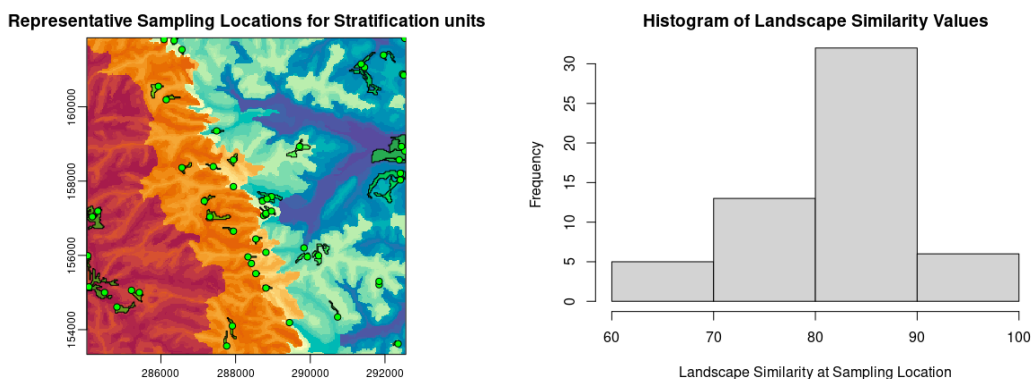 Representative Sampling Locations for Stratification units
160000
158000
156000
154000
286000 288000 290000 292000
Histogram of Landscape Similarity Values
Frequency
30
25
20
15
10
5
0
60 70 80 90 100
Landscape Similarity at Sampling Location